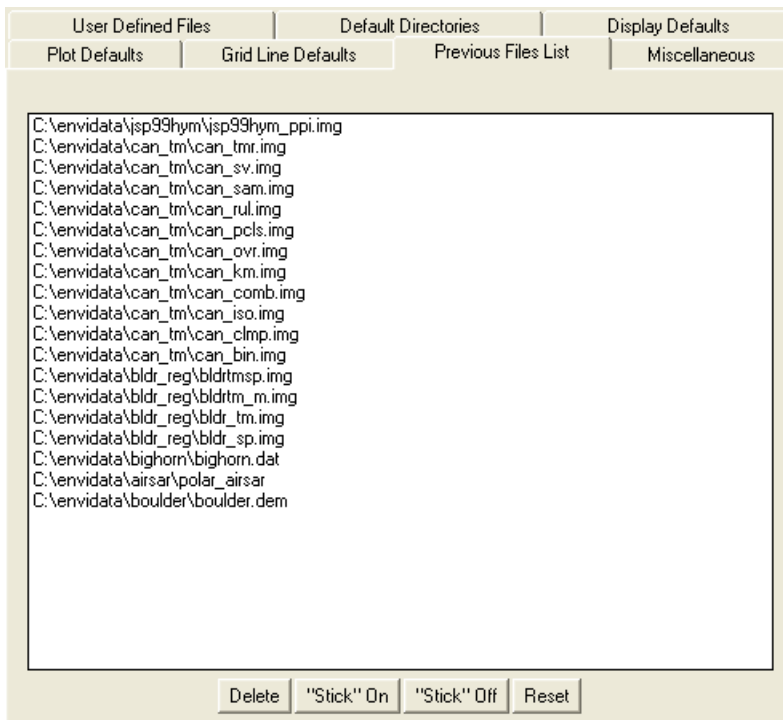 User Defined Files Default Directories Display Defaults
Plot Defaults Grid Line Defaults Previous Files List Miscellaneous
C:\envidata\jsp99hym\jsp99hym_ppi.img
C:\envidata\can_tm\can_tmr.img
C:\envidata\can_tm\can_sv.img
C:\envidata\can_tm\can_sam.img
C:\envidata\can_tm\can_rul.img
C:\envidata\can_tm\can_pcls.img
C:\envidata\can_tm\can_ovr.img
C:\envidata\can_tm\can_km.img
C:\envidata\can_tm\can_comb.img
C:\envidata\can_tm\can_iso.img
C:\envidata\can_tm\can_clmp.img
C:\envidata\can_tm\can_bin.img
C:\envidata\bldr_reg\bldrtmsp.img
C:\envidata\bldr_reg\bldrtm_m.img
C:\envidata\bldr_reg\bldr_tm.img
C:\envidata\bldr_reg\bldr_sp.img
C:\envidata\bighorn\bighorn.dat
C:\envidata\airsar\polar_airsar
C:\envidata\boulder\boulder.dem
Delete "Stick" On "Stick" Off Reset